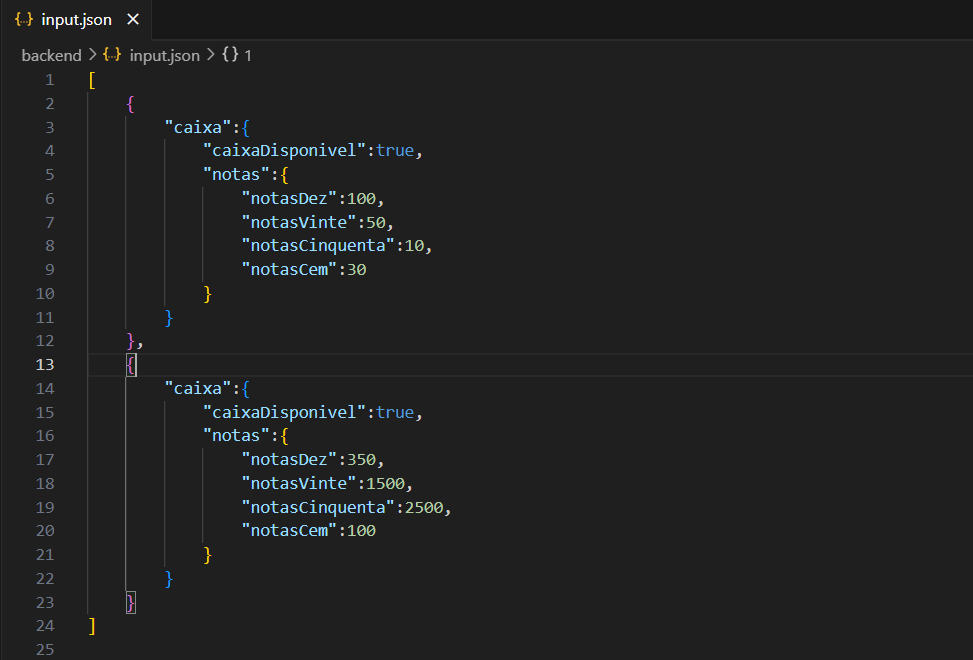 {..} input.json ×
backend > {..} input.json > {} 1
1 [
2 {
3 "caixa":{
4 "caixaDisponivel":true,
5 "notas":{
6 "notasDez":100,
7 "notasVinte":50,
8 "notasCinquenta":10,
9 "notasCem":30
10 }
11 }
12 },
13 {
14 "caixa":{
15 "caixaDisponivel":true,
16 "notas":{
17 "notasDez":350,
18 "notasVinte":1500,
19 "notasCinquenta":2500,
20 "notasCem":100
21 }
22 }
23 }
24 ]
25